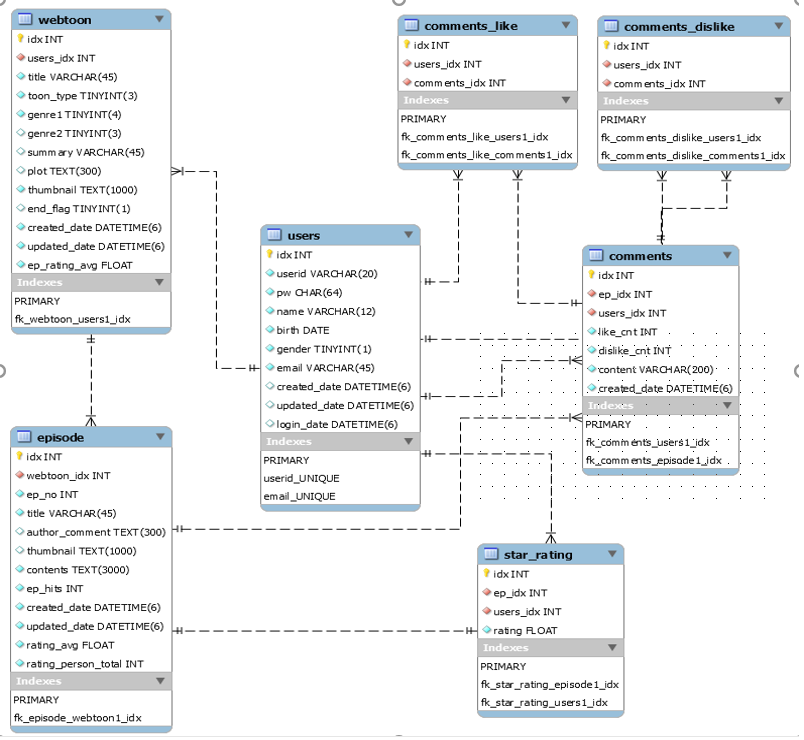 webtoon
idx INT
users_idx INT
title VARCHAR(45)
toon_type TINYINT(3)
genre1 TINYINT(4)
genre2 TINYINT(3)
summary VARCHAR(45)
plot TEXT(300)
thumbnail TEXT(1000)
end_flag TINYINT(1)
created_date DATETIME(6)
updated_date DATETIME(6)
ep_rating_avg FLOAT
Indexes
PRIMARY
fk_webtoon_users1_idx
comments_like
idx INT
users_idx INT
comments_idx INT
Indexes
PRIMARY
fk_comments_like_users1_idx
fk_comments_like_comments1_idx
comments_dislike
idx INT
users_idx INT
comments_idx INT
Indexes
PRIMARY
fk_comments_dislike_users1_idx
fk_comments_dislike_comments1_idx
users
idx INT
userid VARCHAR(20)
pw CHAR(64)
name VARCHAR(12)
birth DATE
gender TINYINT(1)
email VARCHAR(45)
created_date DATETIME(6)
updated_date DATETIME(6)
login_date DATETIME(6)
Indexes
PRIMARY
userid_UNIQUE
email_UNIQUE
comments
idx INT
ep_idx INT
users_idx INT
like_cnt INT
dislike_cnt INT
content VARCHAR(200)
created_date DATETIME(6)
Indexes
PRIMARY
fk_comments_users1_idx
fk_comments_episode1_idx
episode
idx INT
webtoon_idx INT
ep_no INT
title VARCHAR(45)
author_comment TEXT(300)
thumbnail TEXT(1000)
contents TEXT(3000)
ep_hits INT
created_date DATETIME(6)
updated_date DATETIME(6)
rating_avg FLOAT
rating_person_total INT
Indexes
PRIMARY
fk_episode_webtoon1_idx
star_rating
idx INT
ep_idx INT
users_idx INT
rating FLOAT
Indexes
PRIMARY
fk_star_rating_episode1_idx
fk_star_rating_users1_idx